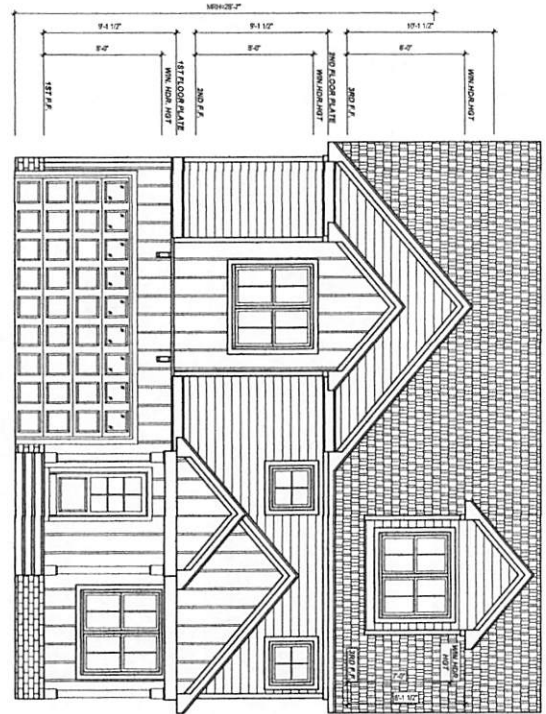 9'-1 1/2"
9'-1 1/2"
10'-1 1/2"
8'-0"
8'-0"
1ST F.F.
WIN. HDR. HGT
1ST FLOOR PLATE
2ND F.F.
WIN.HDR.HGT
2ND FLOOR PLATE
3RD F.F.
WIN.HDR.HGT
WIN. HDR
HGT
7'-0"
8'-1 1/2"
3RD F.F.